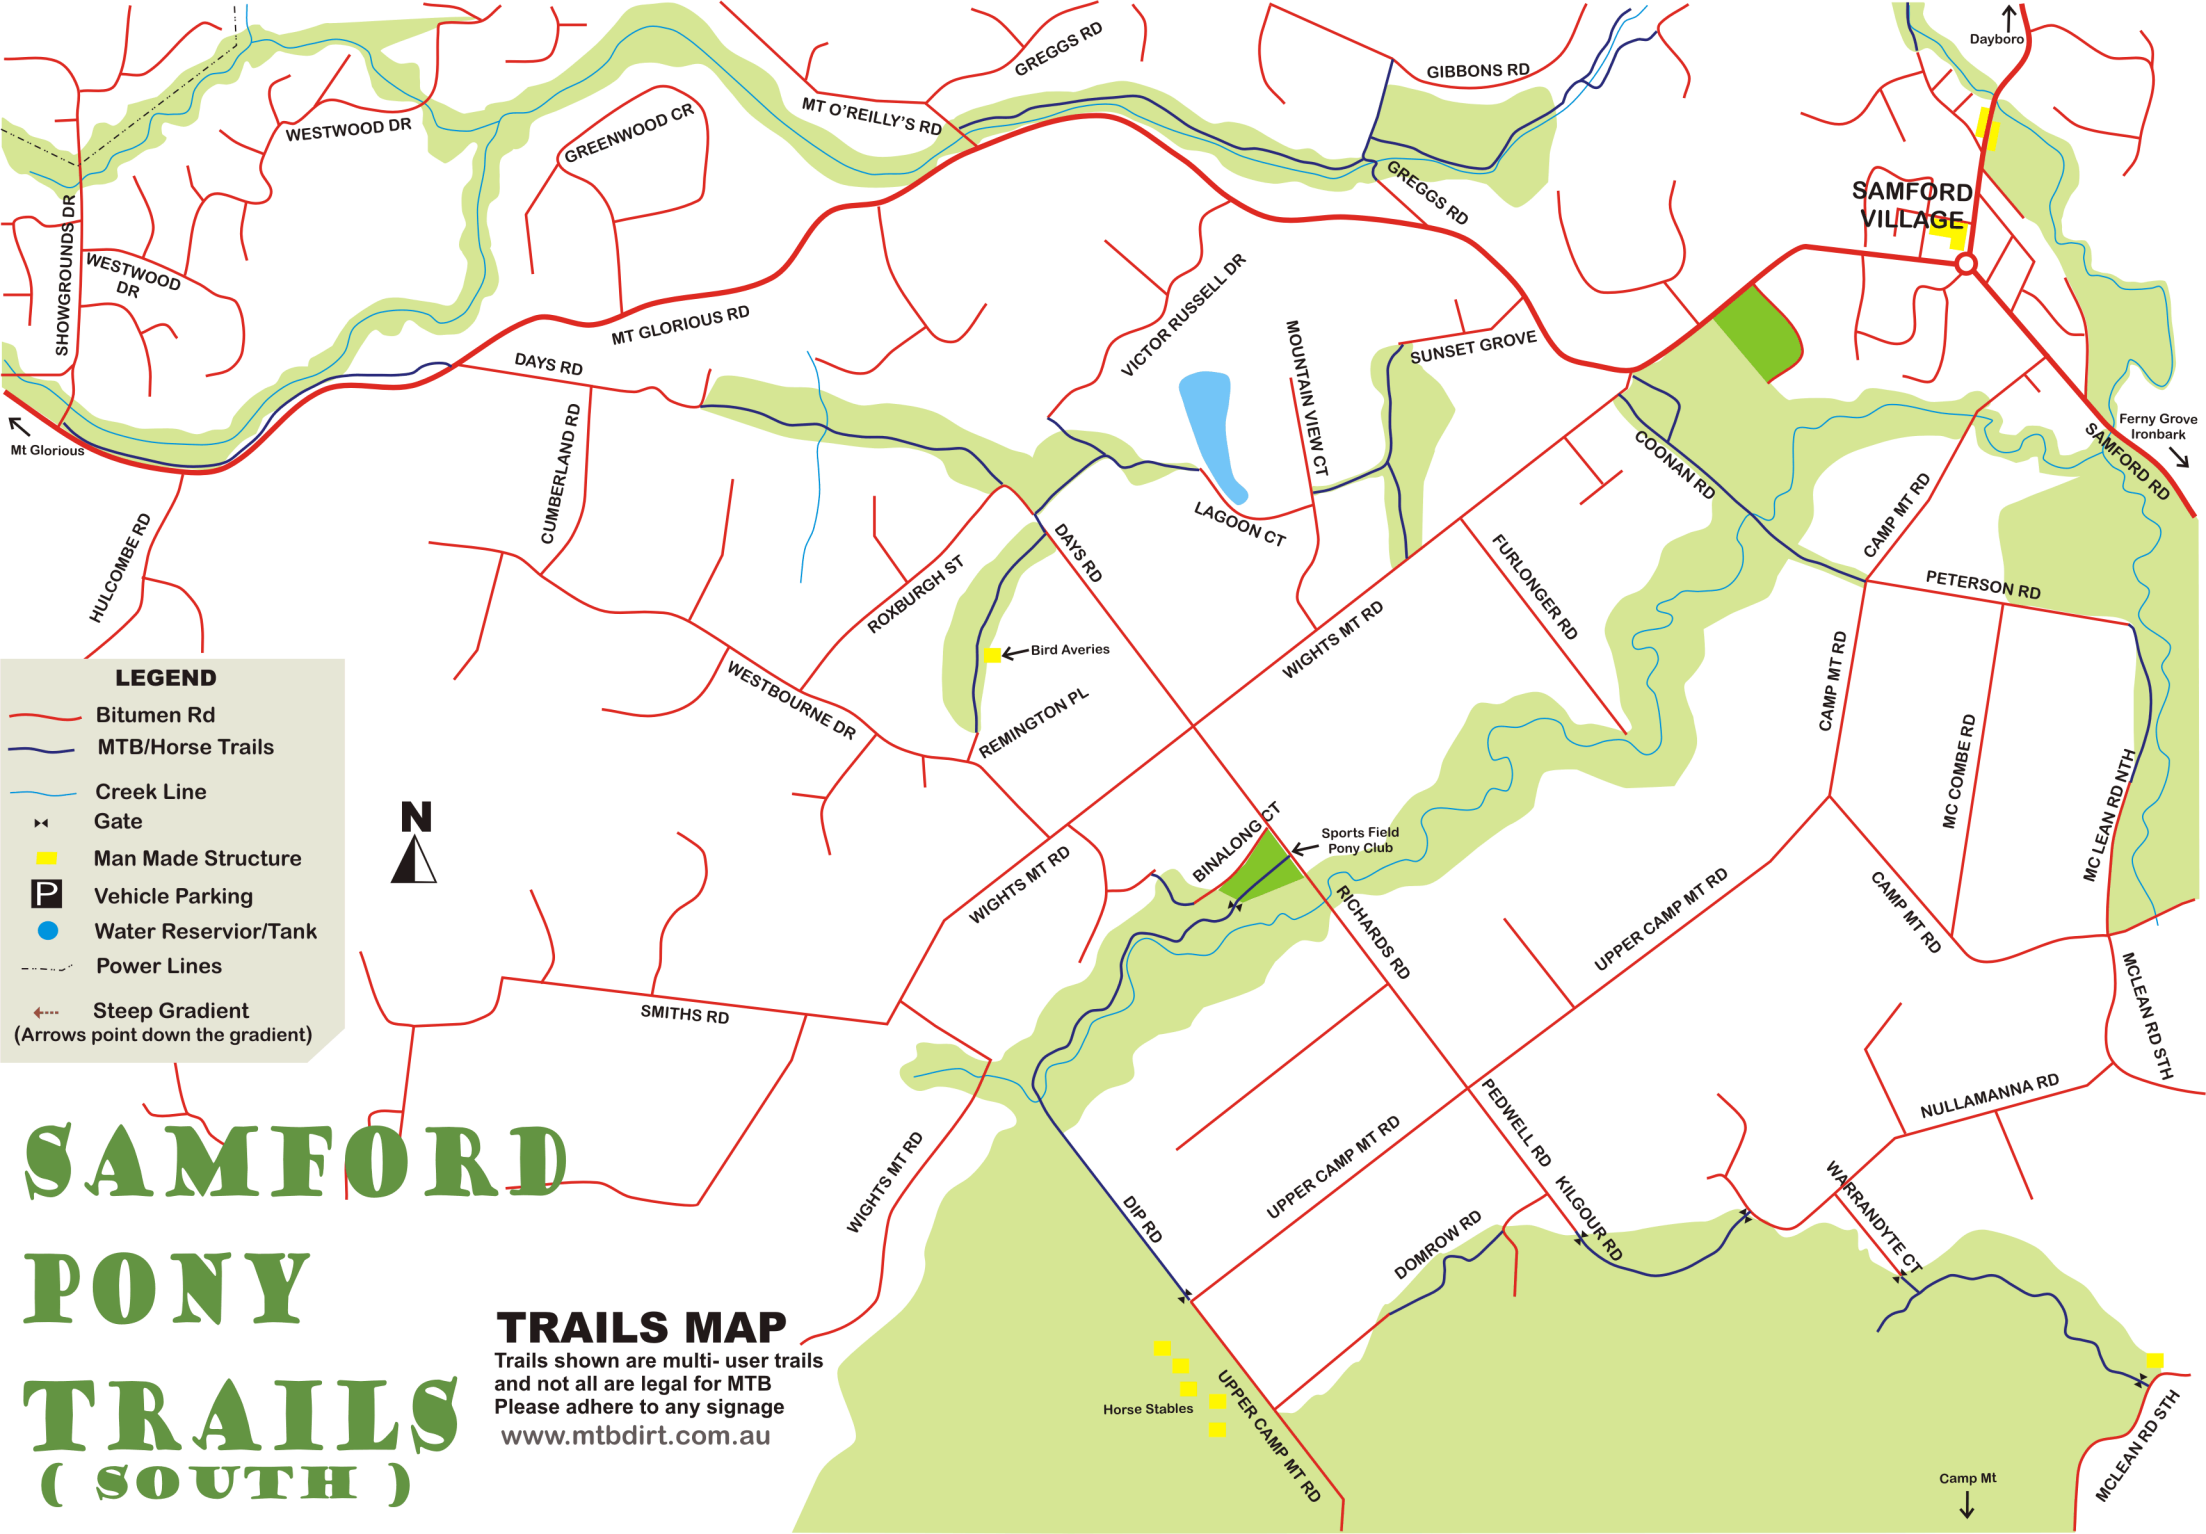 Dayboro
GREGGS RD
GIBBONS RD
MT O'REILLY'S RD
WESTWOOD DR
GREENWOOD CR
GREGGS RD
SAMFORD
VILLAGE
SHOWGROUNDS DR
WESTWOOD
DR
VICTOR RUSSELL DR
MT GLORIOUS RD
MOUNTAIN VIEW CT
SUNSET GROVE
DAYS RD
Mt Glorious
CUMBERLAND RD
Ferny Grove
Ironbark
SAMFORD RD
COONAN RD
CAMP MT RD
LAGOON CT
HULCOMBE RD
DAYS RD
FURLONGER RD
PETERSON RD
ROXBURGH ST
WIGHTS MT RD
Bird Averies
CAMP MT RD
WESTBOURNE DR
REMINGTON PL
MC COMBE RD
MC LEAN RD NTH
LEGEND
Bitumen Rd
MTB/Horse Trails
Creek Line
Gate
Man Made Structure
P
Vehicle Parking
Water Reservior/Tank
Power Lines
Steep Gradient
(Arrows point down the gradient)
N
BINALONG CT
Sports Field
Pony Club
WIGHTS MT RD
RICHARDS RD
UPPER CAMP MT RD
CAMP MT RD
MCLEAN RD STH
SMITHS RD
NULLAMANNA RD
PEDWELL RD
UPPER CAMP MT RD
WIGHTS MT RD
DIP RD
KILGOUR RD
DOMROW RD
WARRANDYTE CT
SAMFORD
PONY
TRAILS
( SOUTH )
TRAILS MAP
Trails shown are multi- user trails
and not all are legal for MTB
Please adhere to any signage
www.mtbdirt.com.au
Horse Stables
UPPER CAMP MT RD
Camp Mt
MCLEAN RD STH